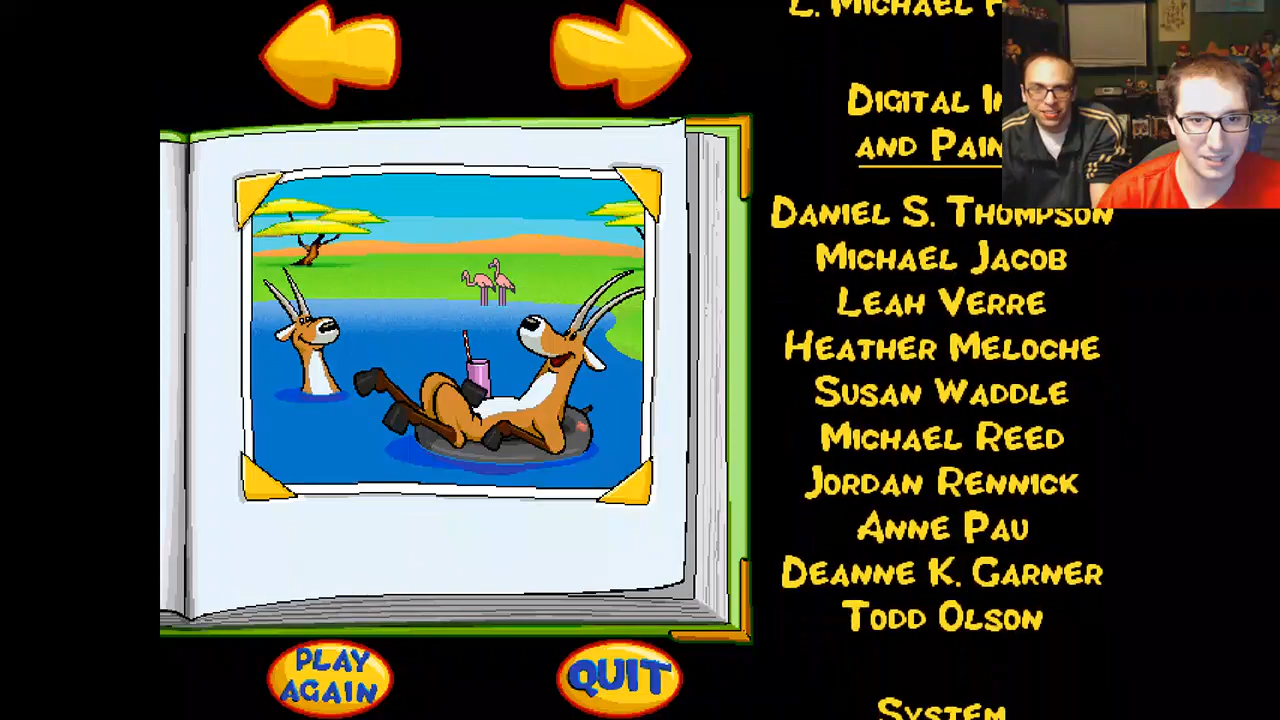 L. MICHAEL
DIGITAL
AND
DANIEL S. THOMPSON
MICHAEL JACOB
LEAH VERRE
HEATHER MELOCHE
SUSAN WADDLE
MICHAEL REED
JORDAN RENNICK
ANNE PAU
DEANNE K. GARNER
TODD OLSON
SYSTEM
PLAY
AGAIN
QUIT